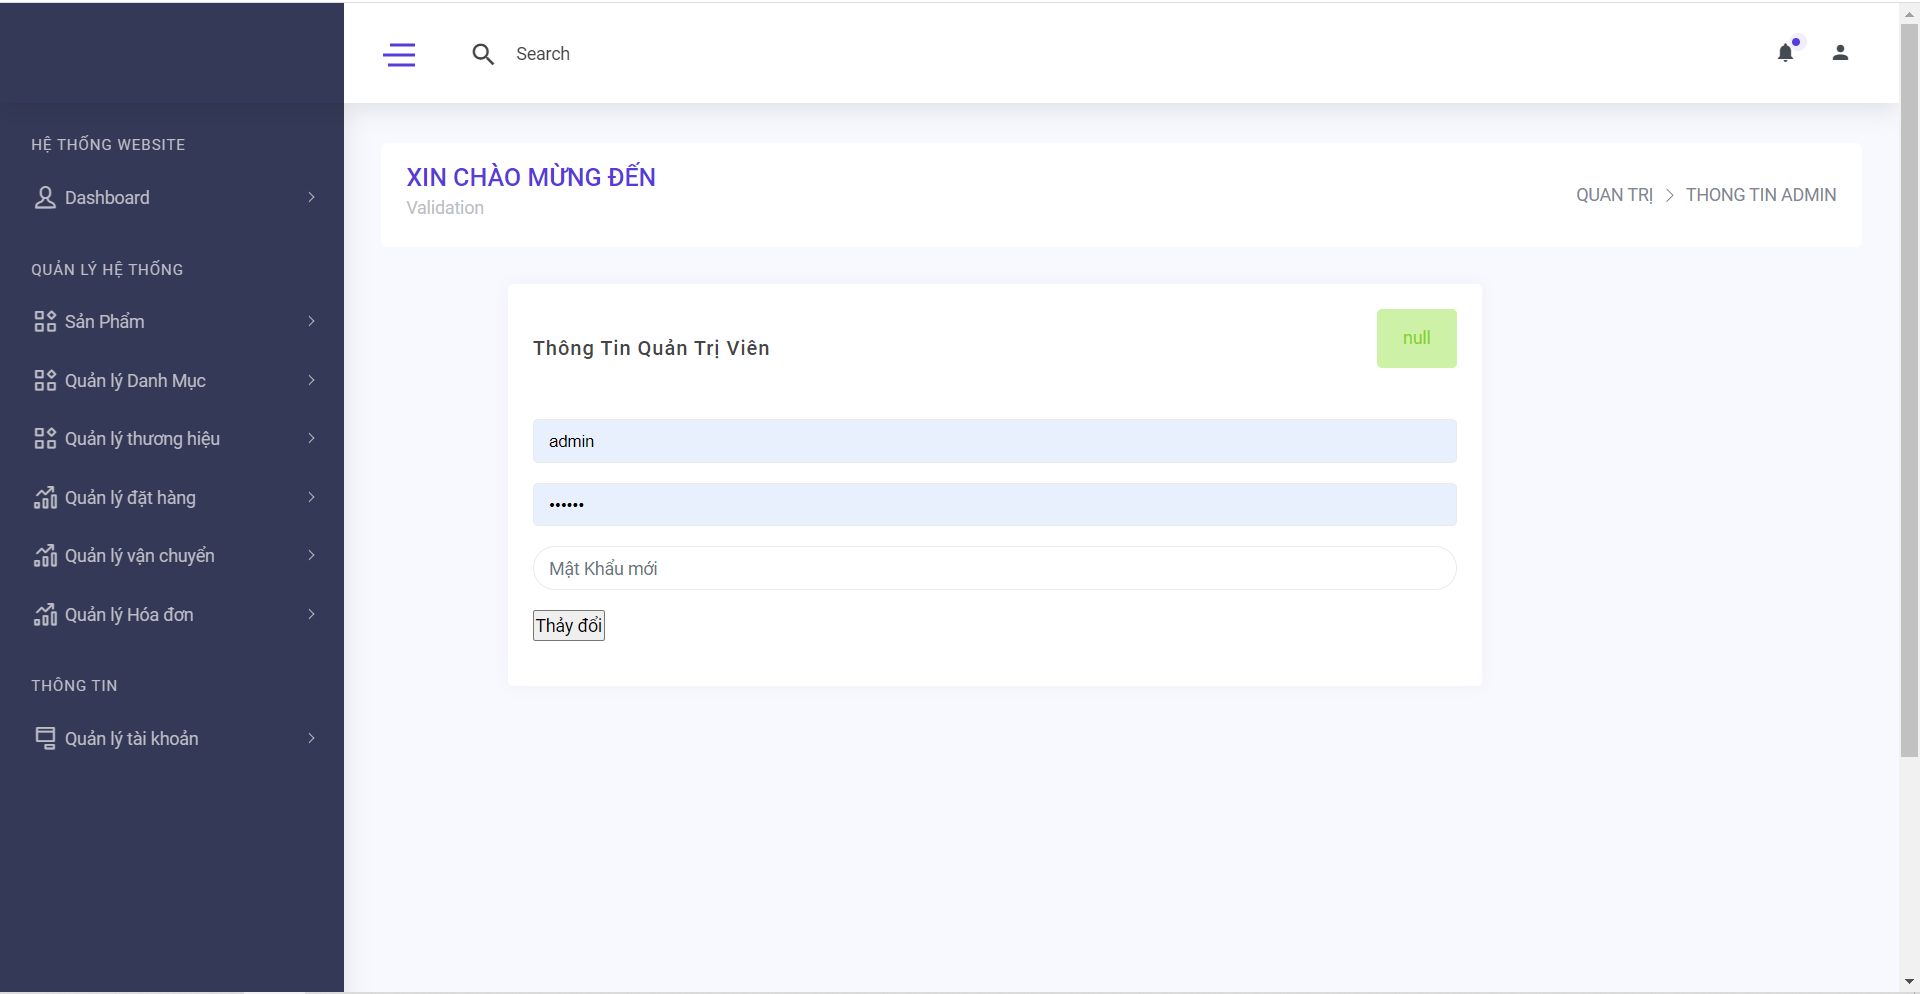 Search
HỆ THỐNG WEBSITE
Dashboard
QUẢN LÝ HỆ THỐNG
Sản Phẩm
Quản lý Danh Mục
Quản lý thương hiệu
Quản lý đặt hàng
Quản lý vận chuyển
Quản lý Hóa đơn
THÔNG TIN
Quản lý tài khoản
XIN CHÀO MỪNG ĐẾN
Validation
QUAN TRỊ
THONG TIN ADMIN
Thông Tin Quản Trị Viên
null
admin
••••••
Mật Khẩu mới
Thảy đổi